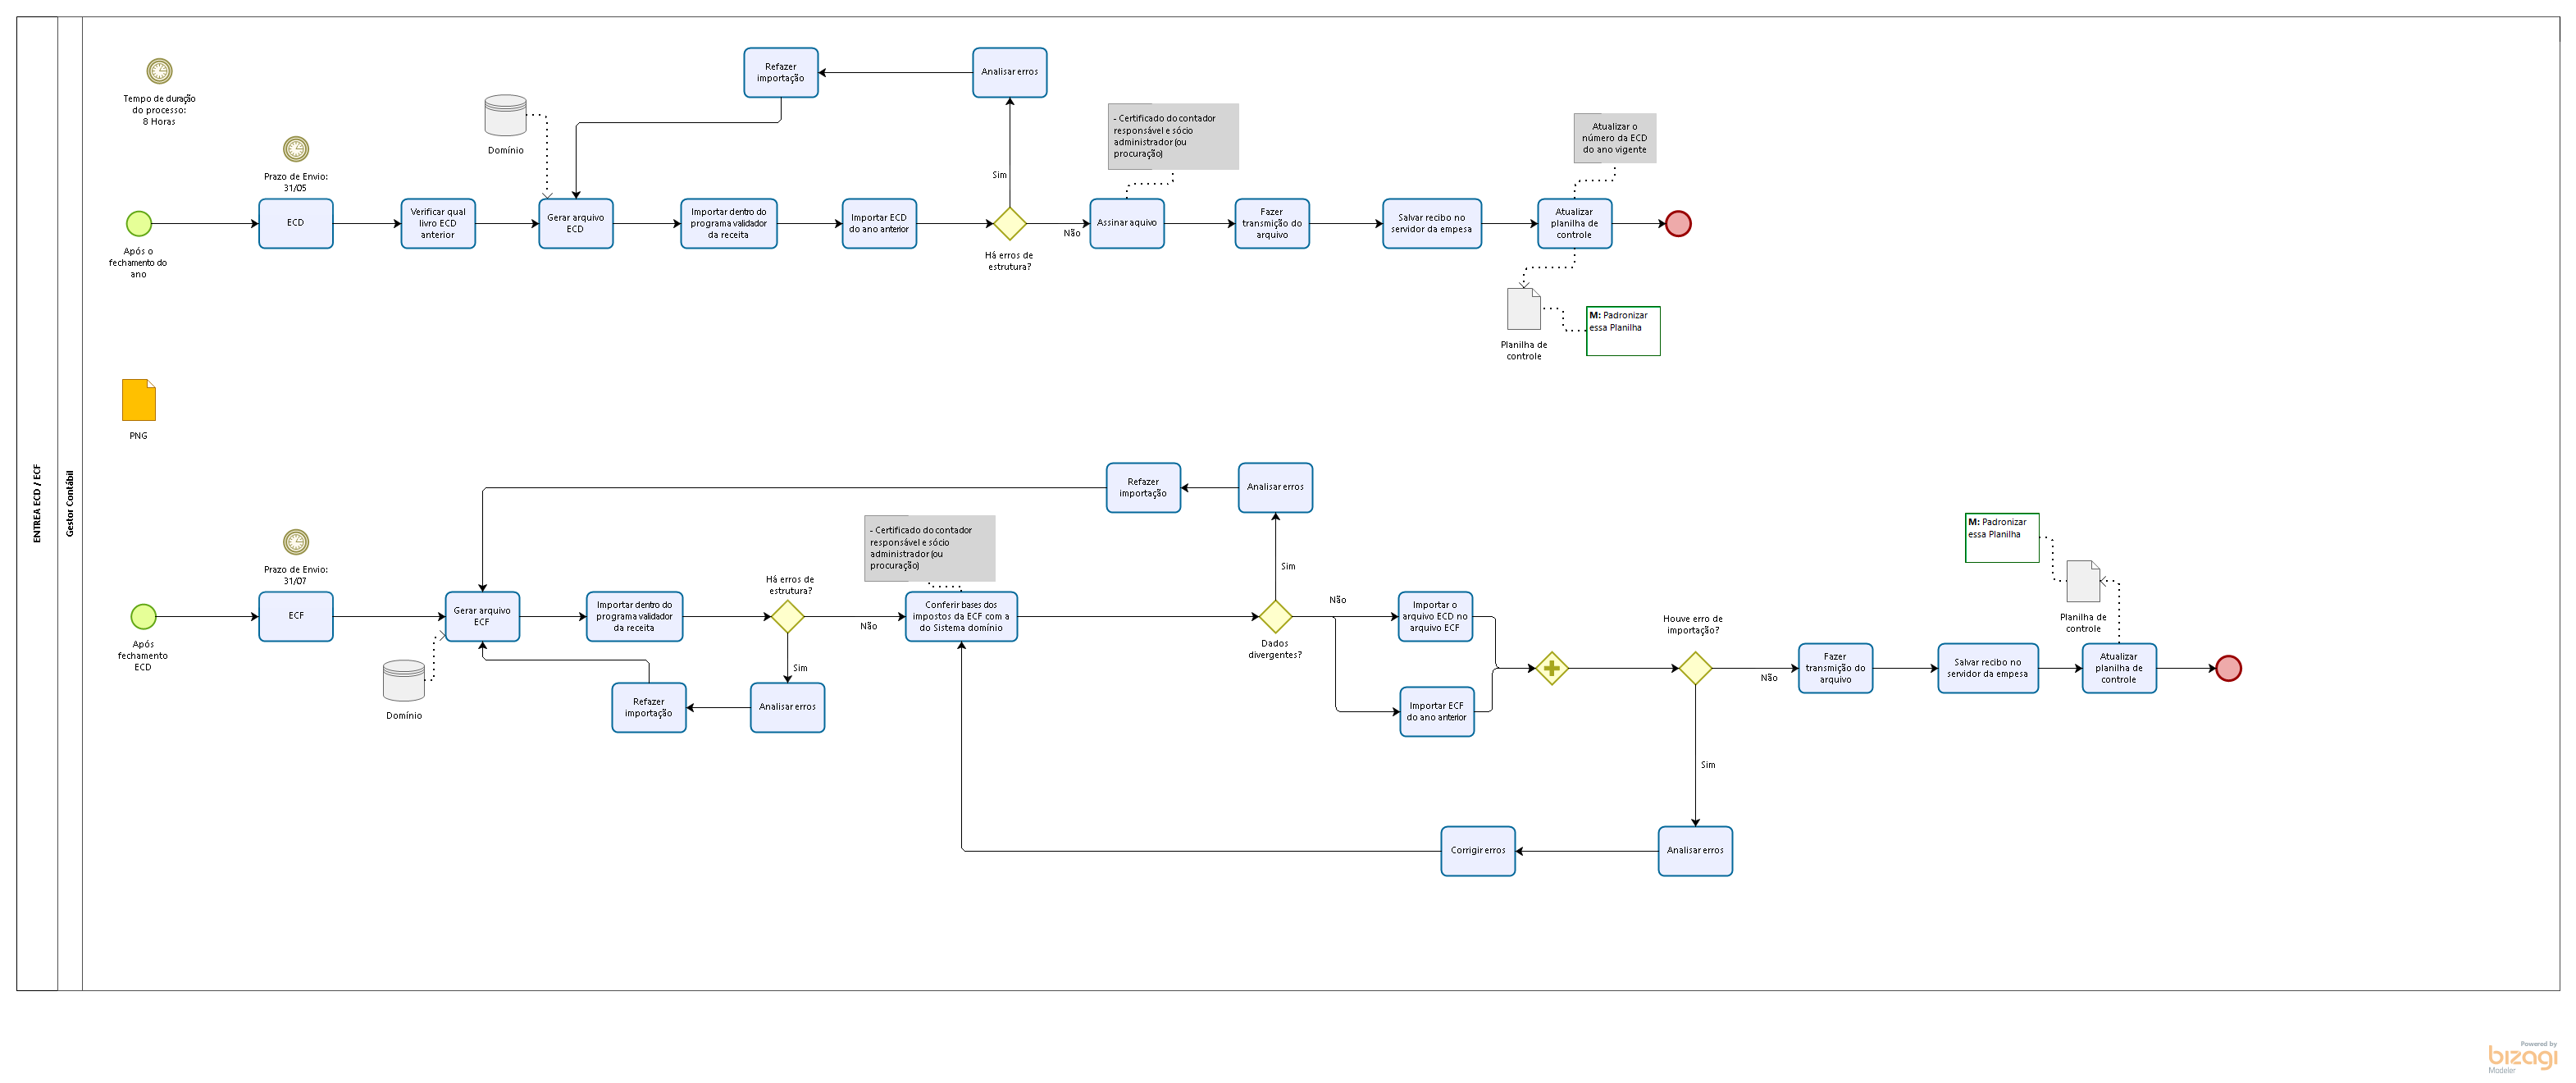 ENTREA ECD / ECF
Gestor Contábil
Tempo de duração
do processo:
8 Horas
Prazo de Envio:
31/05
Após o
fechamento do
ano
ECD
Verificar qual
livro ECD
anterior
Domínio
Gerar arquivo
ECD
Refazer
importação
Analisar erros
Importar dentro do
programa validador
da receita
Importar ECD
do ano anterior
Sim
Há erros de
estrutura?
Não
- Certificado do contador
responsável e sócio
administrador (ou
procuração)
Assinar aquivo
Fazer
transmição do
arquivo
Salvar recibo no
servidor da empesa
Atualizar o
número da ECD
do ano vigente
Atualizar
planilha de
controle
Planilha de
controle
M: Padronizar
essa Planilha
PNG
Prazo de Envio:
31/07
Após
fechamento
ECD
ECF
Domínio
Gerar arquivo
ECF
Importar dentro do
programa validador
da receita
Há erros de
estrutura?
Não
Sim
Analisar erros
Refazer
importação
- Certificado do contador
responsável e sócio
administrador (ou
procuração)
Conferir bases dos
impostos da ECF com a
do Sistema domínio
Refazer
importação
Analisar erros
Sim
Dados
divergentes?
Não
Importar o
arquivo ECD no
arquivo ECF
Importar ECF
do ano anterior
Houve erro de
importação?
Não
Sim
Analisar erros
Corrigir erros
Fazer
transmição do
arquivo
Salvar recibo no
servidor da empesa
Atualizar
planilha de
controle
Planilha de
controle
M: Padronizar
essa Planilha
Powered by
bizagi
Modeler